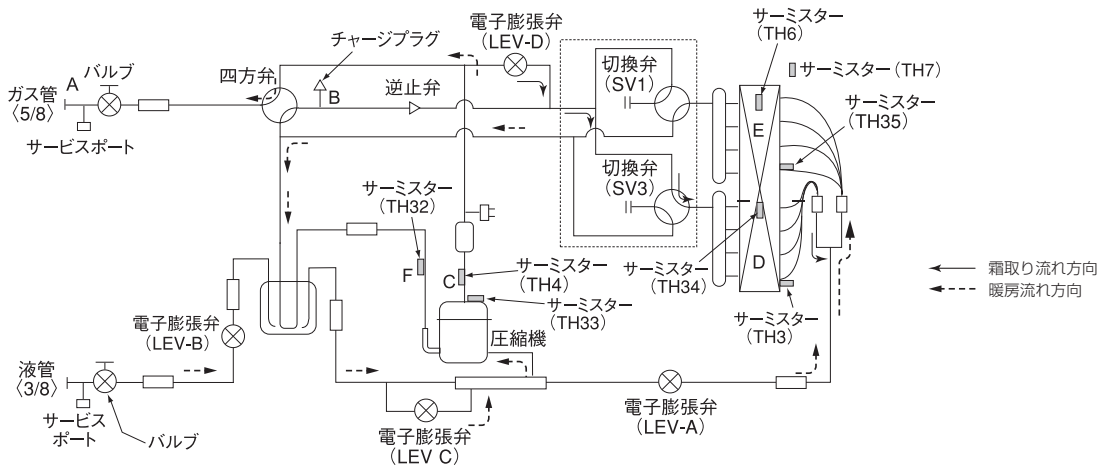 電子膨張弁
(LEV-D)
サーミスター
(TH6)
チャージプラグ
バルブ
A
四方弁
B
逆止弁
切換弁
(SV1)
サーミスター(TH7)
サーミスター
(TH35)
ガス管
〈5/8〉
サービスポート
E
切換弁
(SV3)
サーミスター
(TH32)
F
C
サーミスター
(TH4)
サーミスター
(TH33)
サーミスター
(TH34)
D
サーミスター
(TH3)
霜取り流れ方向
暖房流れ方向
電子膨張弁
(LEV-B)
圧縮機
液管
〈3/8〉
サービス
ポート
バルブ
電子膨張弁
(LEV C)
電子膨張弁
(LEV-A)